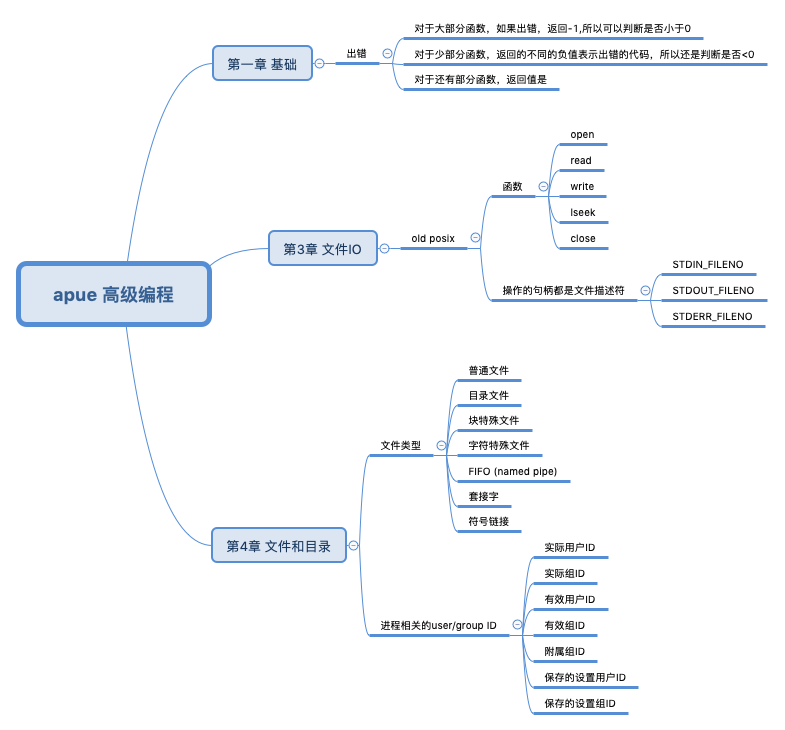 apue 高级编程
第一章 基础
出错
对于大部分函数，如果出错，返回-1,所以可以判断是否小于0
对于少部分函数，返回的不同的负值表示出错的代码，所以还是判断是否<0
对于还有部分函数，返回值是
第3章 文件IO
old posix
函数
open
read
write
lseek
close
操作的句柄都是文件描述符
STDIN_FILENO
STDOUT_FILENO
STDERR_FILENO
第4章 文件和目录
文件类型
普通文件
目录文件
块特殊文件
字符特殊文件
FIFO (named pipe)
套接字
符号链接
进程相关的user/group ID
实际用户ID
实际组ID
有效用户ID
有效组ID
附属组ID
保存的设置用户ID
保存的设置组ID